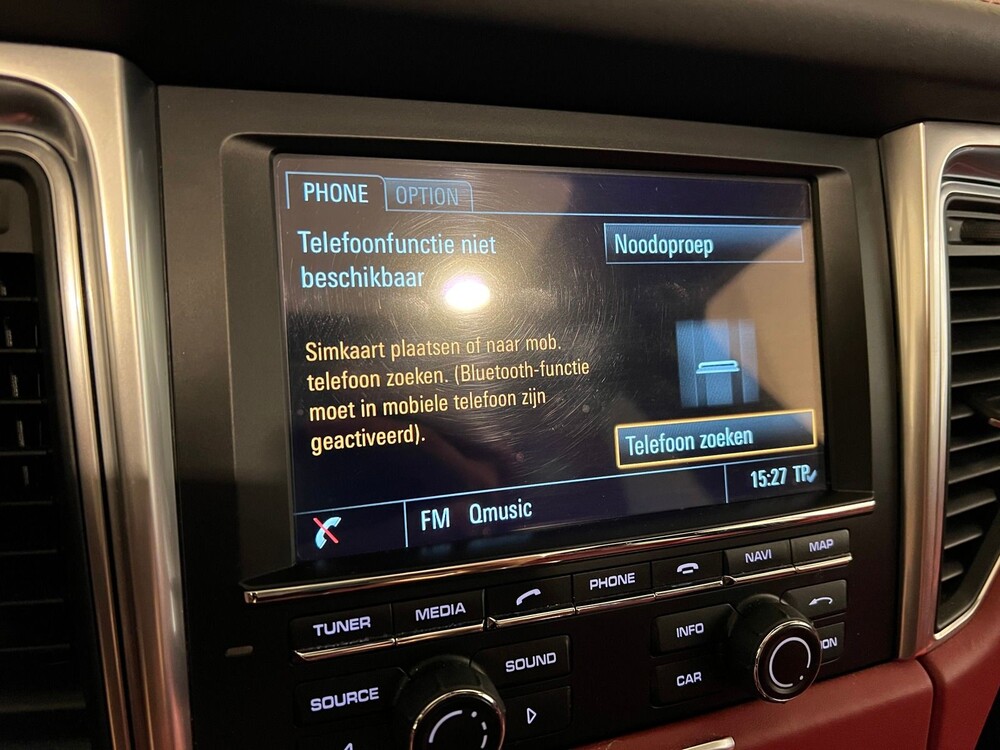 PHONE OPTION
Telefoonfunctie niet
beschikbaar
Noodoproep
Simkaart plaatsen of naar mob.
telefoon zoeken. (Bluetooth-functie
moet in mobiele telefoon zijn
geactiveerd).
Telefoon zoeken
FM Qmusic
15:27 TP
TUNER MEDIA PHONE NAVI MAP
SOURCE SOUND INFO
CAR